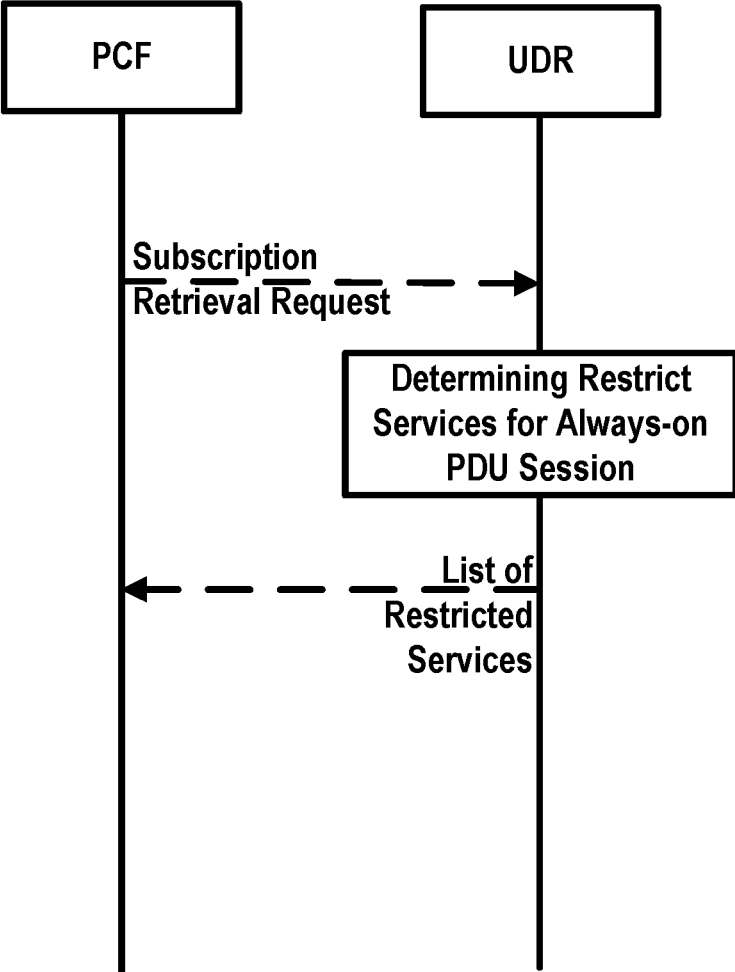 PCF
UDR
Subscription
Retrieval Request
Determining Restrict
Services for Always-on
PDU Session
List of
Restricted
Services